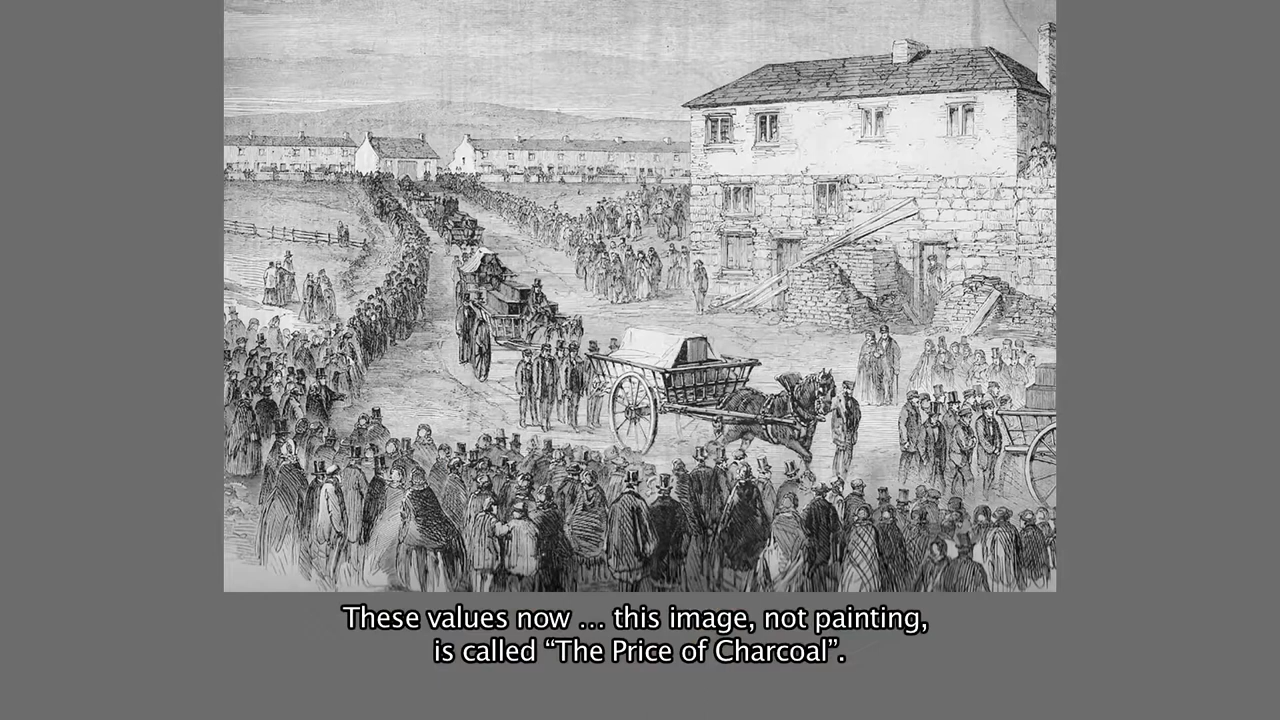 These values now … this image, not painting,
is called “The Price of Charcoal”.